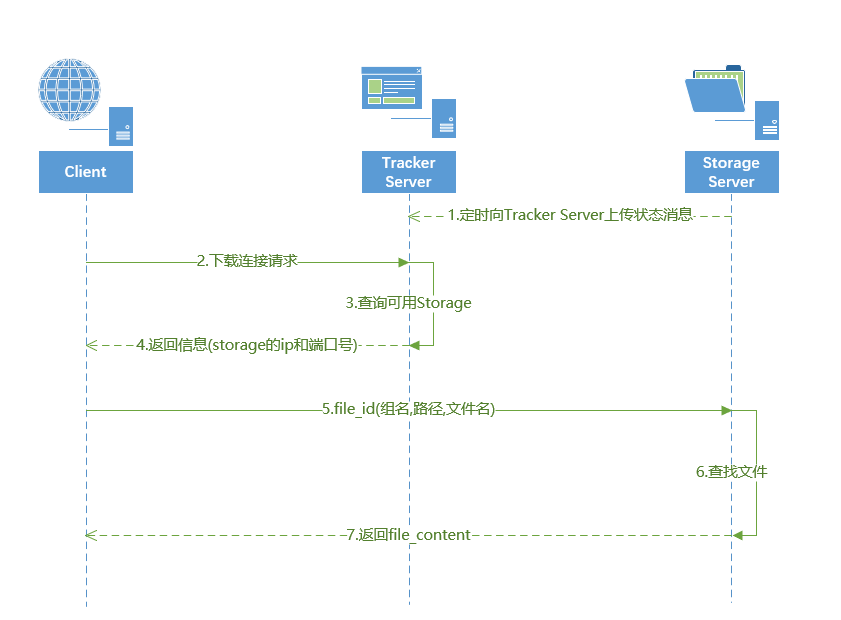 Client
Tracker
Server
Storage
Server
1.定时向Tracker Server上传状态消息
2.下载连接请求
3.查询可用Storage
4.返回信息(storage的ip和端口号)
5.file_id(组名,路径,文件名)
6.查找文件
7.返回file_content